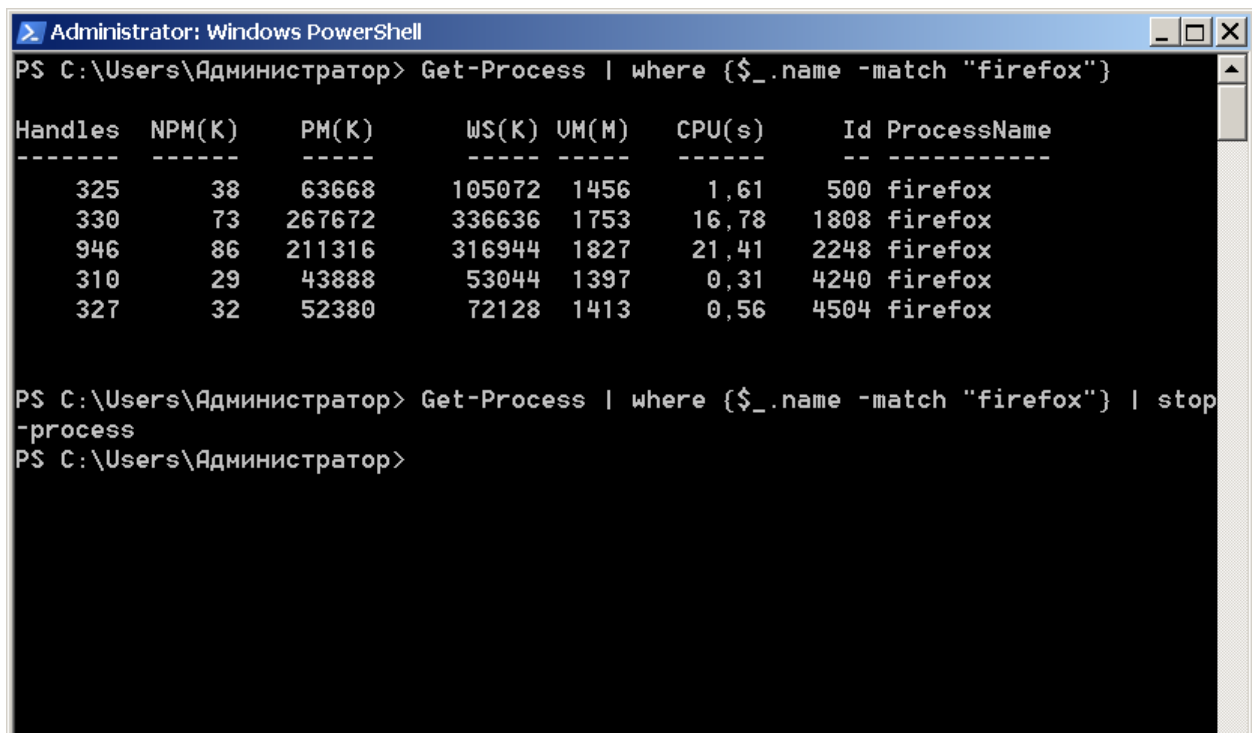 Administrator: Windows PowerShell
PS C:\Users\Администратор> Get-Process | where {$_.name -match "firefox"}
Handles  NPM(K)    PM(K)      WS(K) VM(M)   CPU(s)     Id ProcessName
-------  ------    -----      ----- -----   ------     -- -----------
    325      38    63668     105072  1456     1,61    500 firefox
    330      73   267672     336636  1753    16,78   1808 firefox
    946      86   211316     316944  1827    21,41   2248 firefox
    310      29    43888      53044  1397     0,31   4240 firefox
    327      32    52380      72128  1413     0,56   4504 firefox
PS C:\Users\Администратор> Get-Process | where {$_.name -match "firefox"} | stop
-process
PS C:\Users\Администратор>